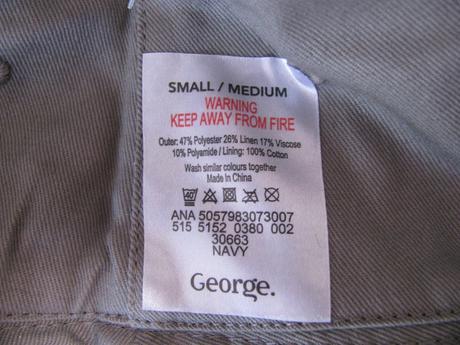 SMALL / MEDIUM
WARNING
KEEP AWAY FROM FIRE
Outer: 47% Polyester 26% Linen 17% Viscose
10% Polyamide / Lining: 100% Cotton
Wash similar colours together
Made In China
40
ANA 5057983073007
515 5152 0380 002
30663
NAVY
George.